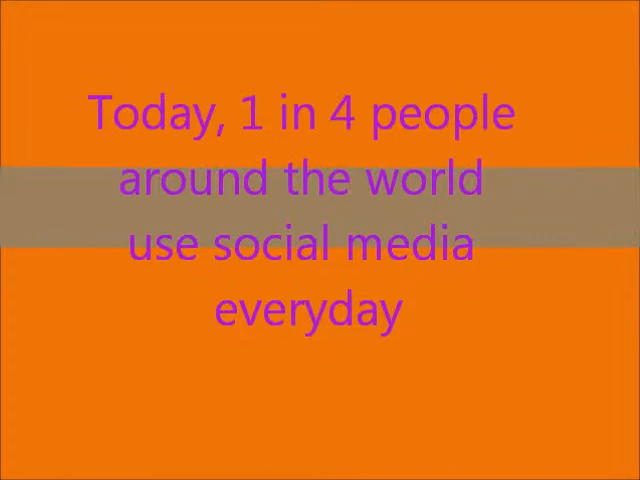 Today, 1 in 4 people
around the world
use social media
everyday